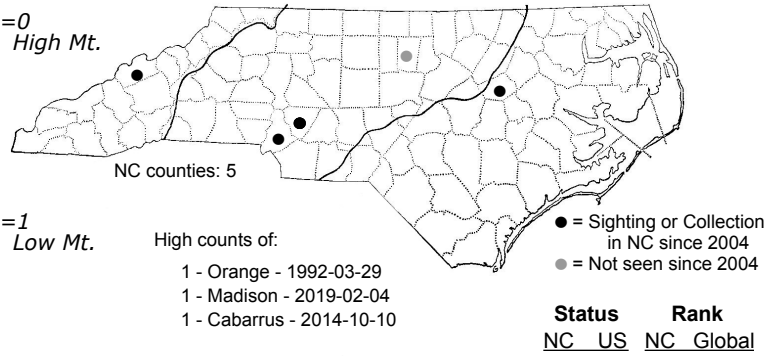 =0
High Mt.
NC counties: 5
=1
Low Mt.
High counts of:
1 - Orange - 1992-03-29
1 - Madison - 2019-02-04
1 - Cabarrus - 2014-10-10
● = Sighting or Collection
in NC since 2004
● = Not seen since 2004
Status Rank
NC US NC Global